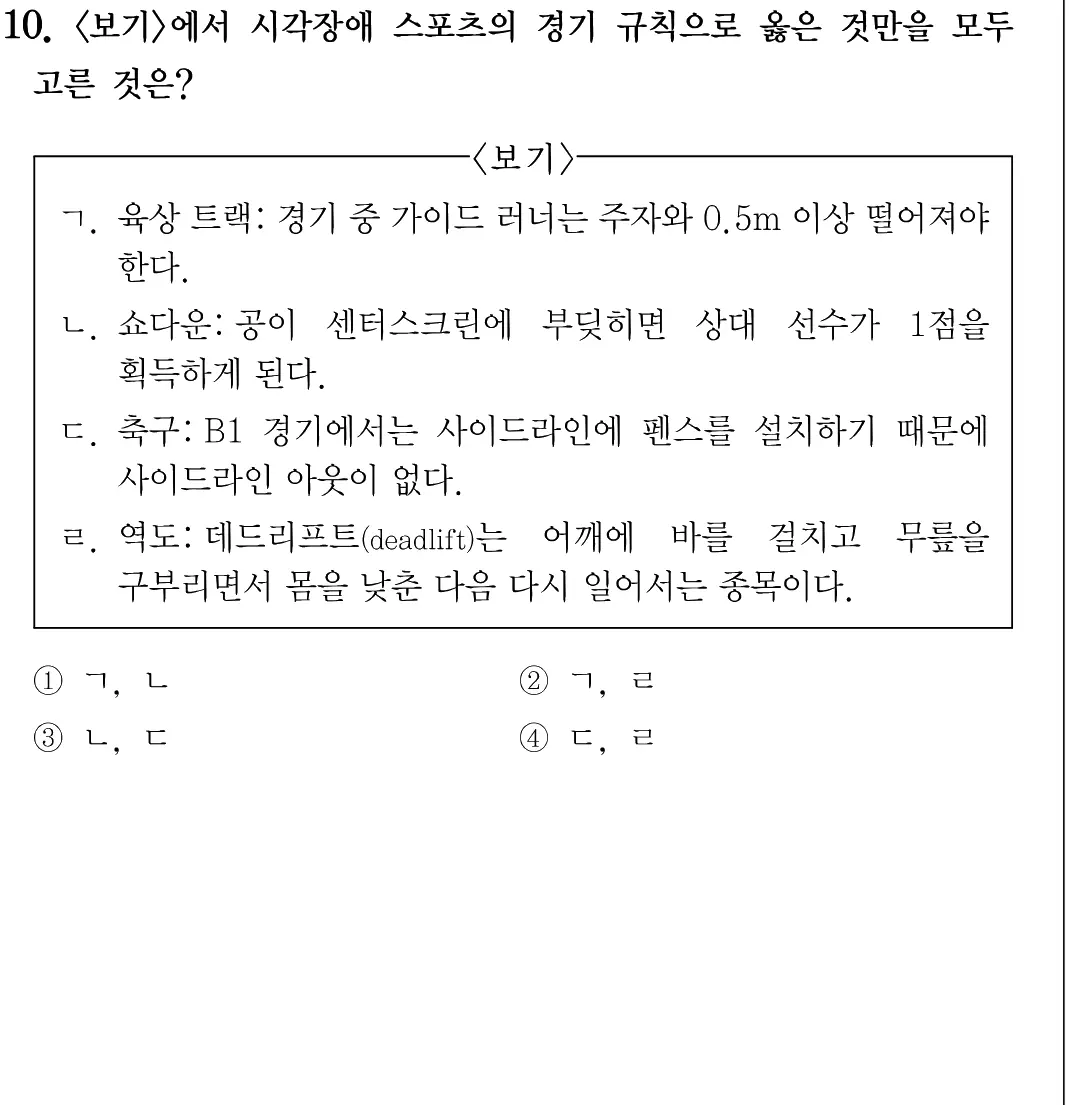 10. 〈보기〉에서 시각장애 스포츠의 경기 규칙으로 옳은 것만을 모두
고른 것은?
〈보기〉
ㄱ. 육상 트랙: 경기 중 가이드 러너는 주자와 0.5m 이상 떨어져야
한다.
ㄴ. 쇼다운: 공이 센터스크린에 부딪히면 상대 선수가 1점을
획득하게 된다.
ㄷ. 축구: B1 경기에서는 사이드라인에 펜스를 설치하기 때문에
사이드라인 아웃이 없다.
ㄹ. 역도: 데드리프트(deadlift)는 어깨에 바를 걸치고 무릎을
구부리면서 몸을 낮춘 다음 다시 일어서는 종목이다.
① ㄱ, ㄴ ② ㄱ, ㄹ
③ ㄴ, ㄷ ④ ㄷ, ㄹ